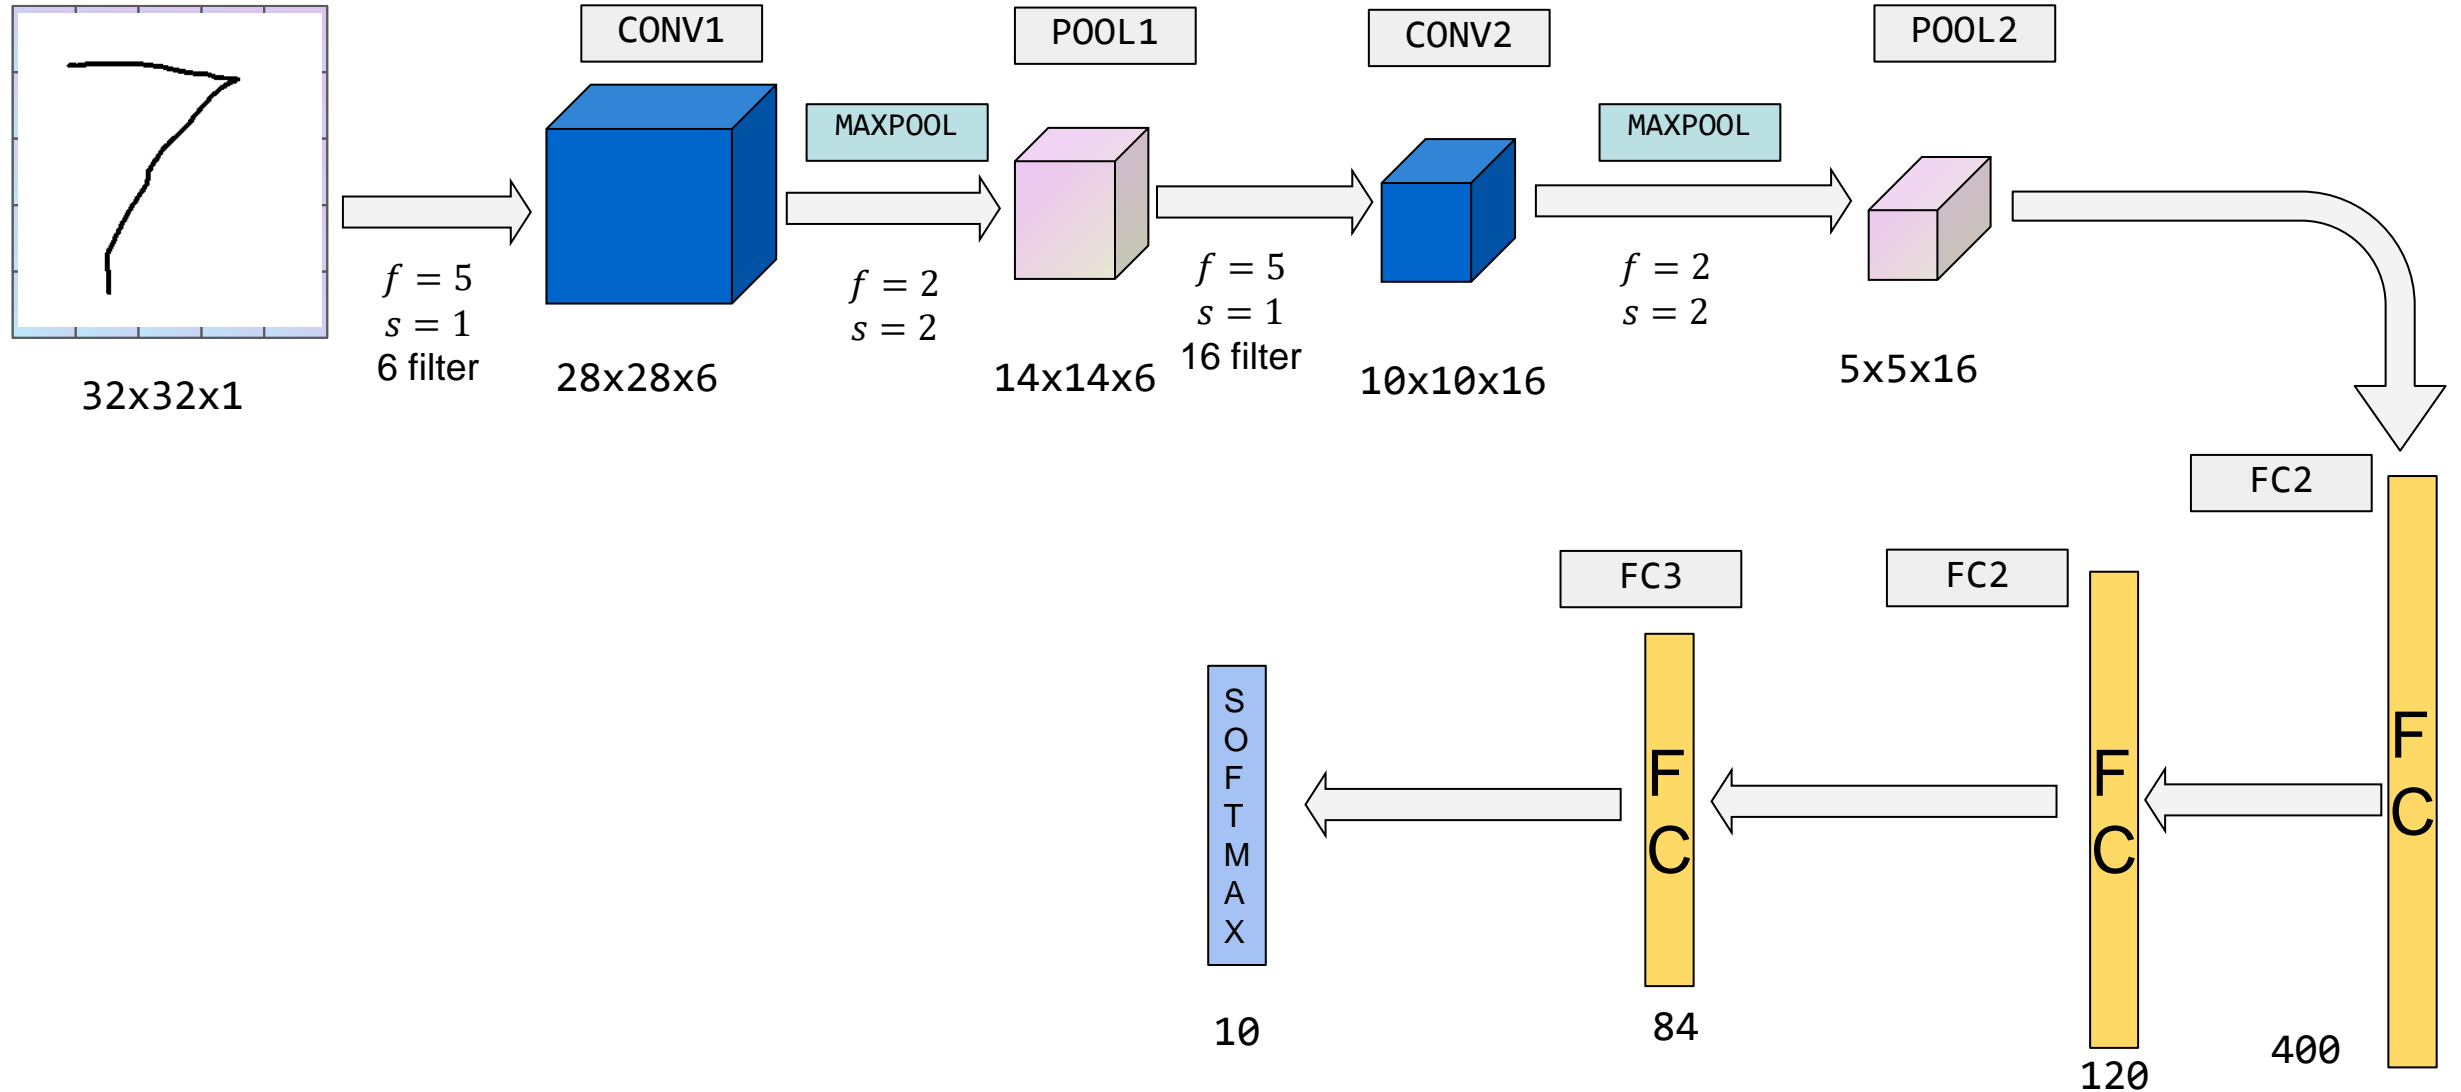 CONV1
POOL1
CONV2
POOL2
MAXPOOL
MAXPOOL
f = 5
s = 1
6 filter
f = 2
s = 2
f = 5
s = 1
16 filter
f = 2
s = 2
32x32x1
28x28x6
14x14x6
10x10x16
5x5x16
FC2
FC2
FC3
F
C
F
C
F
C
S
O
F
T
M
A
X
400
120
84
10